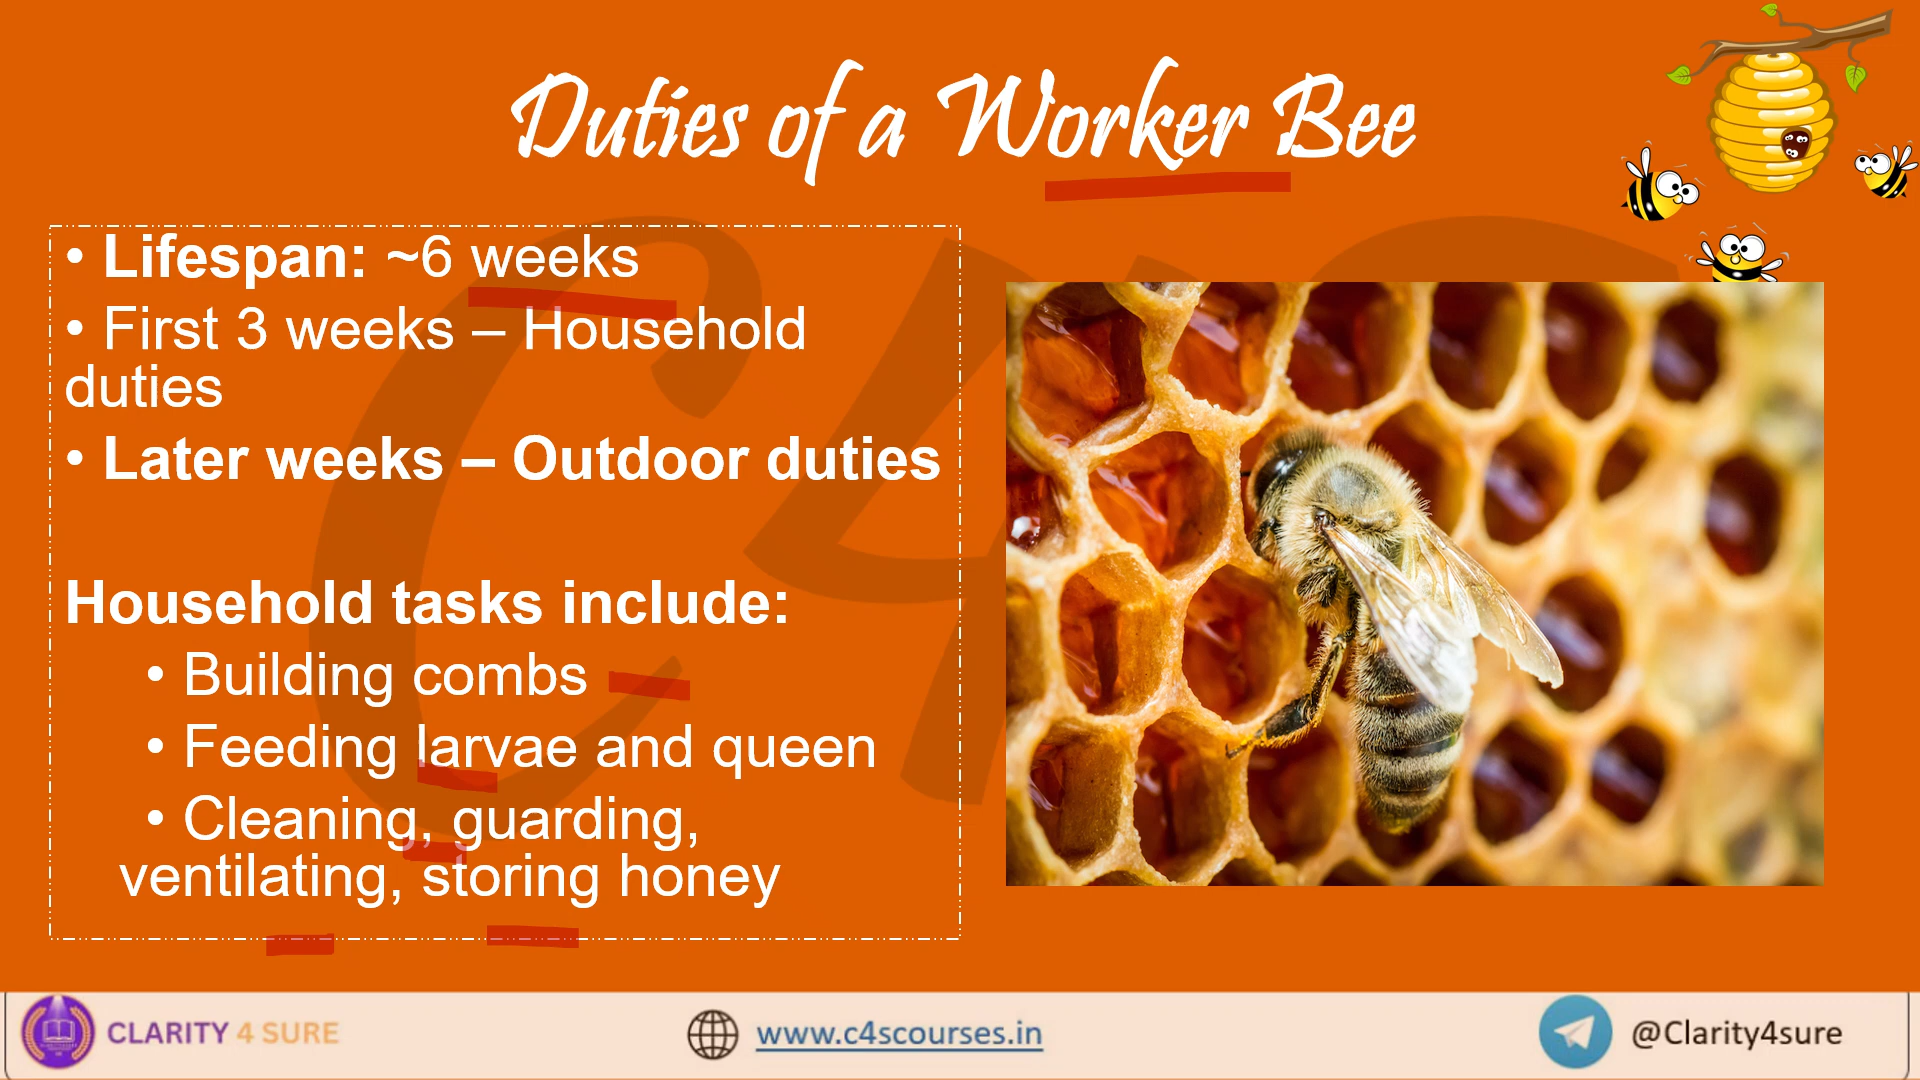 Duties of a Worker Bee
• Lifespan: ~6 weeks
• First 3 weeks – Household
duties
• Later weeks – Outdoor duties
Household tasks include:
• Building combs
• Feeding larvae and queen
• Cleaning, guarding,
ventilating, storing honey
C4S
CLARITY 4 SURE
www.c4scourses.in
@Clarity4sure